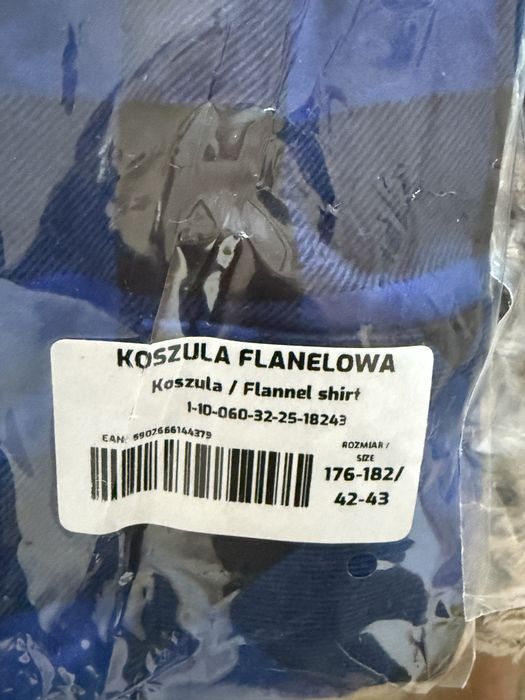 KOSZULA FLANELOWA
Koszula / Flannel shirt
1-10-060-32-25-18243
EAN: 5902666144379
ROZMIAR /
SIZE
176-182/
42-43